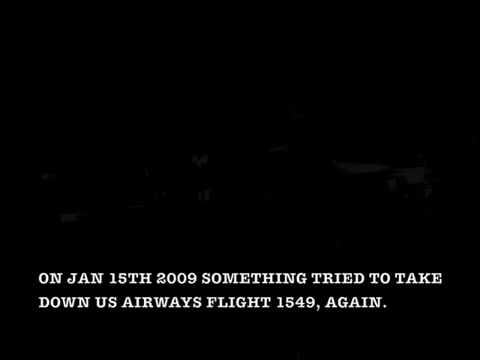 ON JAN 15TH 2009 SOMETHING TRIED TO TAKE
DOWN US AIRWAYS FLIGHT 1549, AGAIN.